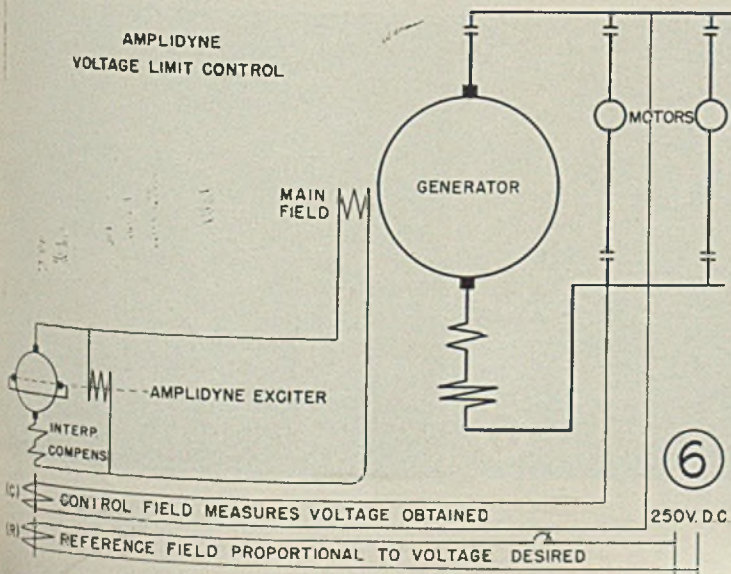 AMPLIDYNE
VOLTAGE LIMIT CONTROL
MOTORS
GENERATOR
MAIN
FIELD
AMPLIDYNE EXCITER
INTERP.
COMPENS.
6
(C) CONTROL FIELD MEASURES VOLTAGE OBTAINED
250V. D.C.
(R) REFERENCE FIELD PROPORTIONAL TO VOLTAGE DESIRED